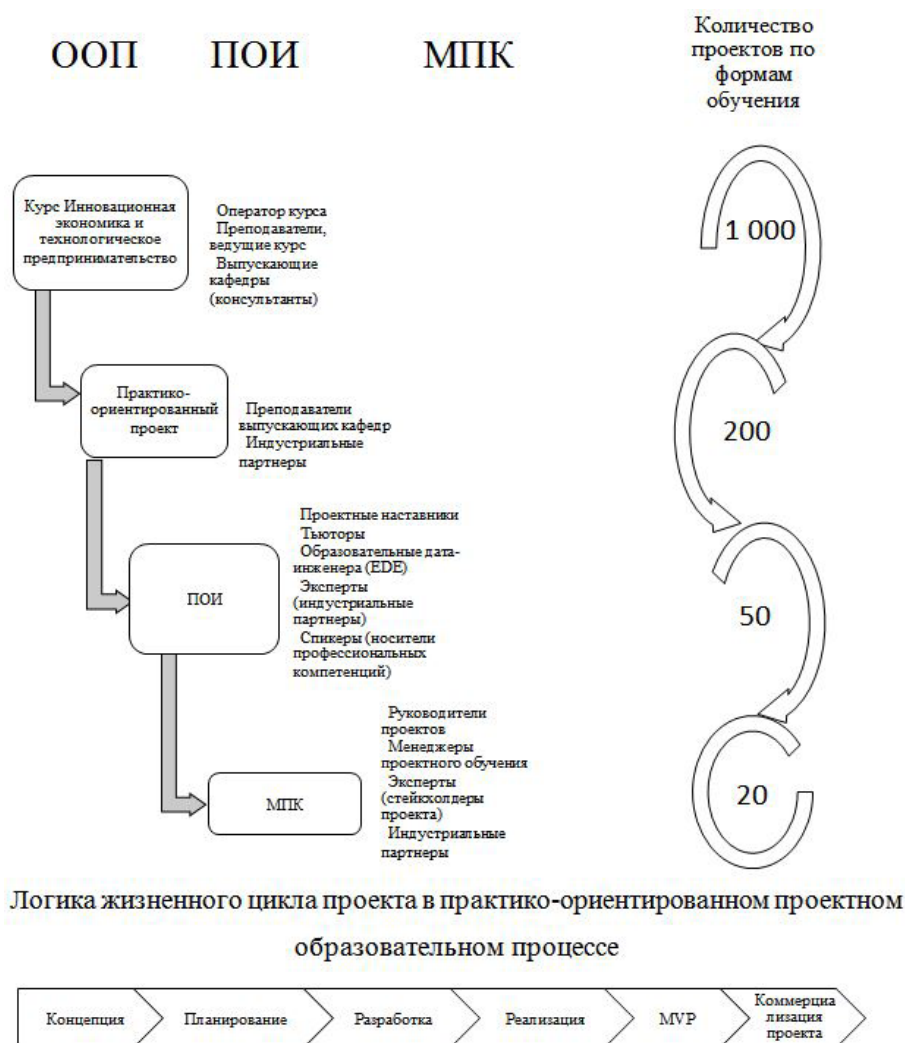 ООП ПОИ МПК
Количество
проектов по
формам
обучения
Курс Инновационная
экономика и
технологическое
предпринимательство
Оператор курса
Преподаватели,
ведущие курс
Выпускающие
кафедры
(консультанты)
1 000
Практико-
ориентированный
проект
Преподаватели
выпускающих кафедр
Индустриальные
партнеры
200
ПОИ
Проектные наставники
Тьюторы
Образовательные дата-
инженера (EDE)
Эксперты
(индустриальные
партнеры)
Спикеры (носители
профессиональных
компетенций)
50
МПК
Руководители
проектов
Менеджеры
проектного обучения
Эксперты
(стейкхолдеры
проекта)
Индустриальные
партнеры
20
Логика жизненного цикла проекта в практико-ориентированном проектном
образовательном процессе
Концепция
Планирование
Разработка
Реализация
MVP
Коммерциа
лизация
проекта